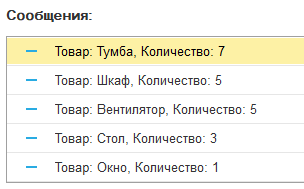 Сообщения:
Товар: Тумба, Количество: 7
Товар: Шкаф, Количество: 5
Товар: Вентилятор, Количество: 5
Товар: Стол, Количество: 3
Товар: Окно, Количество: 1